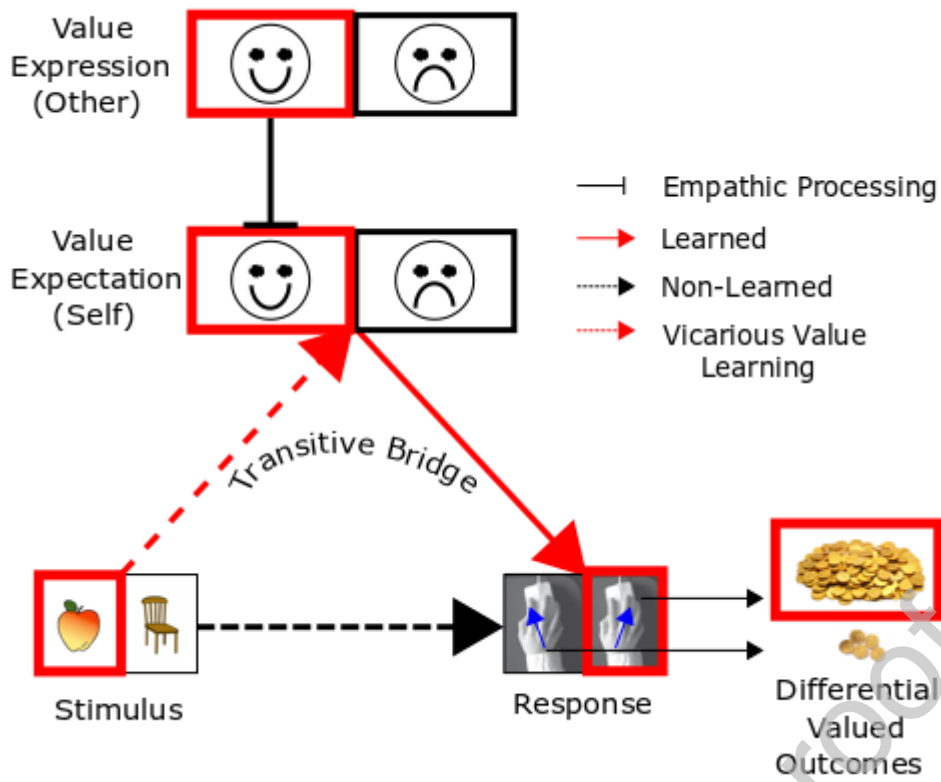 Value
Expression
(Other)
Empathic Processing
Value
Expectation
(Self)
Learned
Non-Learned
Vicarious Value
Learning
Transitive Bridge
Stimulus
Response
Differential
Valued
Outcomes
roof